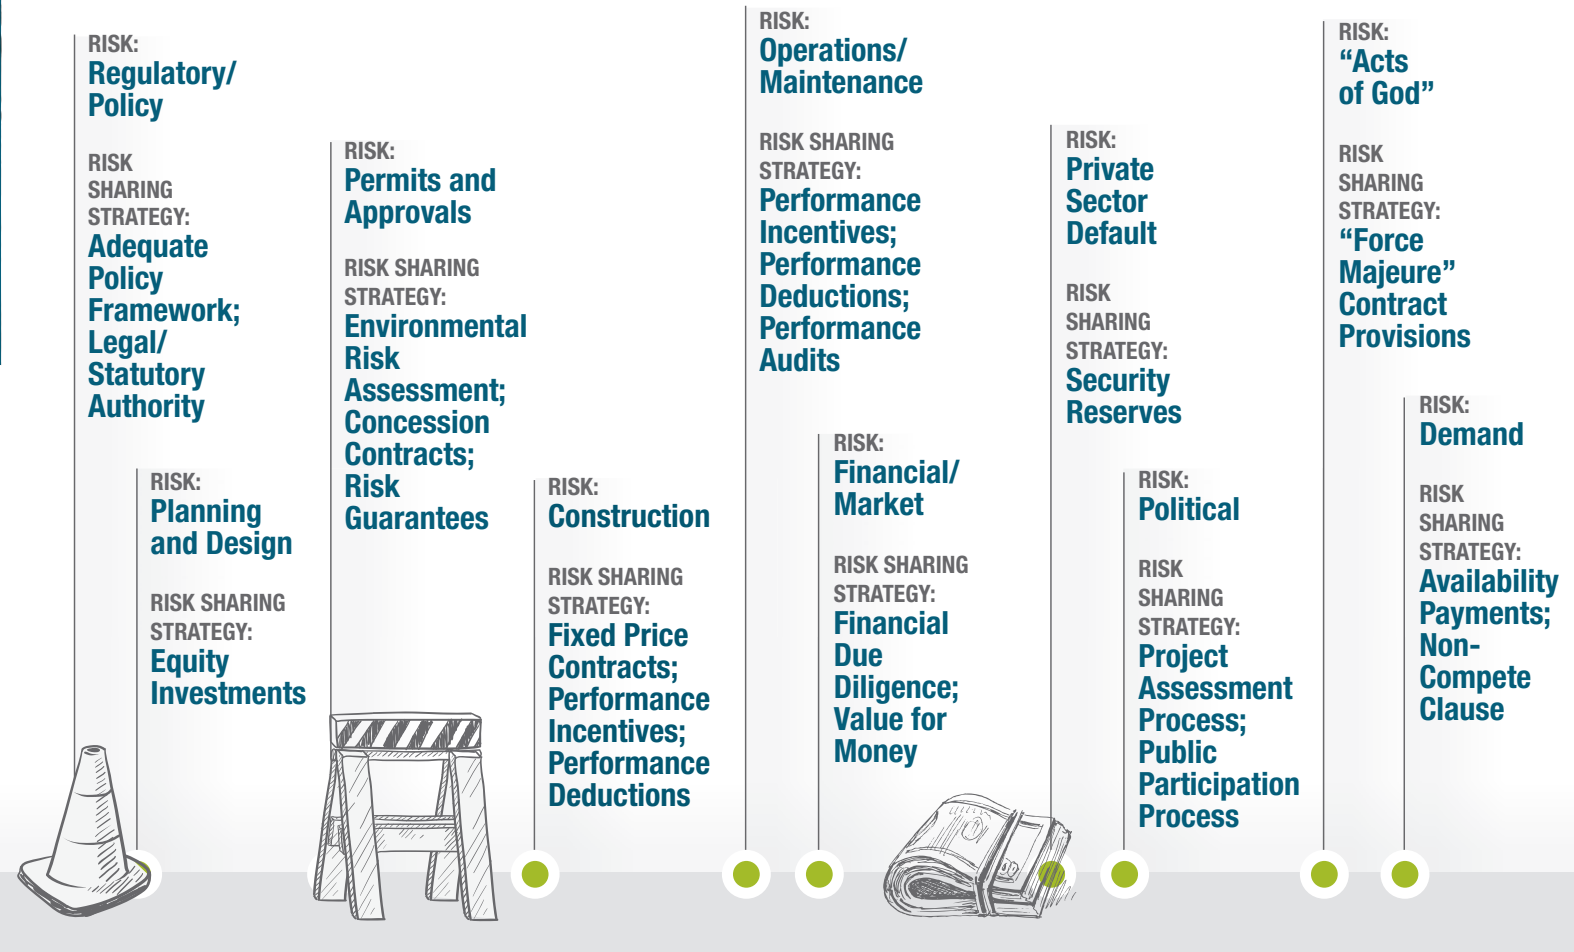 RISK:
Regulatory/
Policy
RISK
SHARING
STRATEGY:
Adequate
Policy
Framework;
Legal/
Statutory
Authority
RISK:
Planning
and Design
RISK SHARING
STRATEGY:
Equity
Investments
RISK:
Permits and
Approvals
RISK SHARING
STRATEGY:
Environmental
Risk
Assessment;
Concession
Contracts;
Risk
Guarantees
RISK:
Construction
RISK SHARING
STRATEGY:
Fixed Price
Contracts;
Performance
Incentives;
Performance
Deductions
RISK:
Operations/
Maintenance
RISK SHARING
STRATEGY:
Performance
Incentives;
Performance
Deductions;
Performance
Audits
RISK:
Financial/
Market
RISK SHARING
STRATEGY:
Financial
Due
Diligence;
Value for
Money
RISK:
Private
Sector
Default
RISK
SHARING
STRATEGY:
Security
Reserves
RISK:
Political
RISK
SHARING
STRATEGY:
Project
Assessment
Process;
Public
Participation
Process
RISK:
“Acts
of God”
RISK
SHARING
STRATEGY:
“Force
Majeure”
Contract
Provisions
RISK:
Demand
RISK
SHARING
STRATEGY:
Availability
Payments;
Non-
Compete
Clause